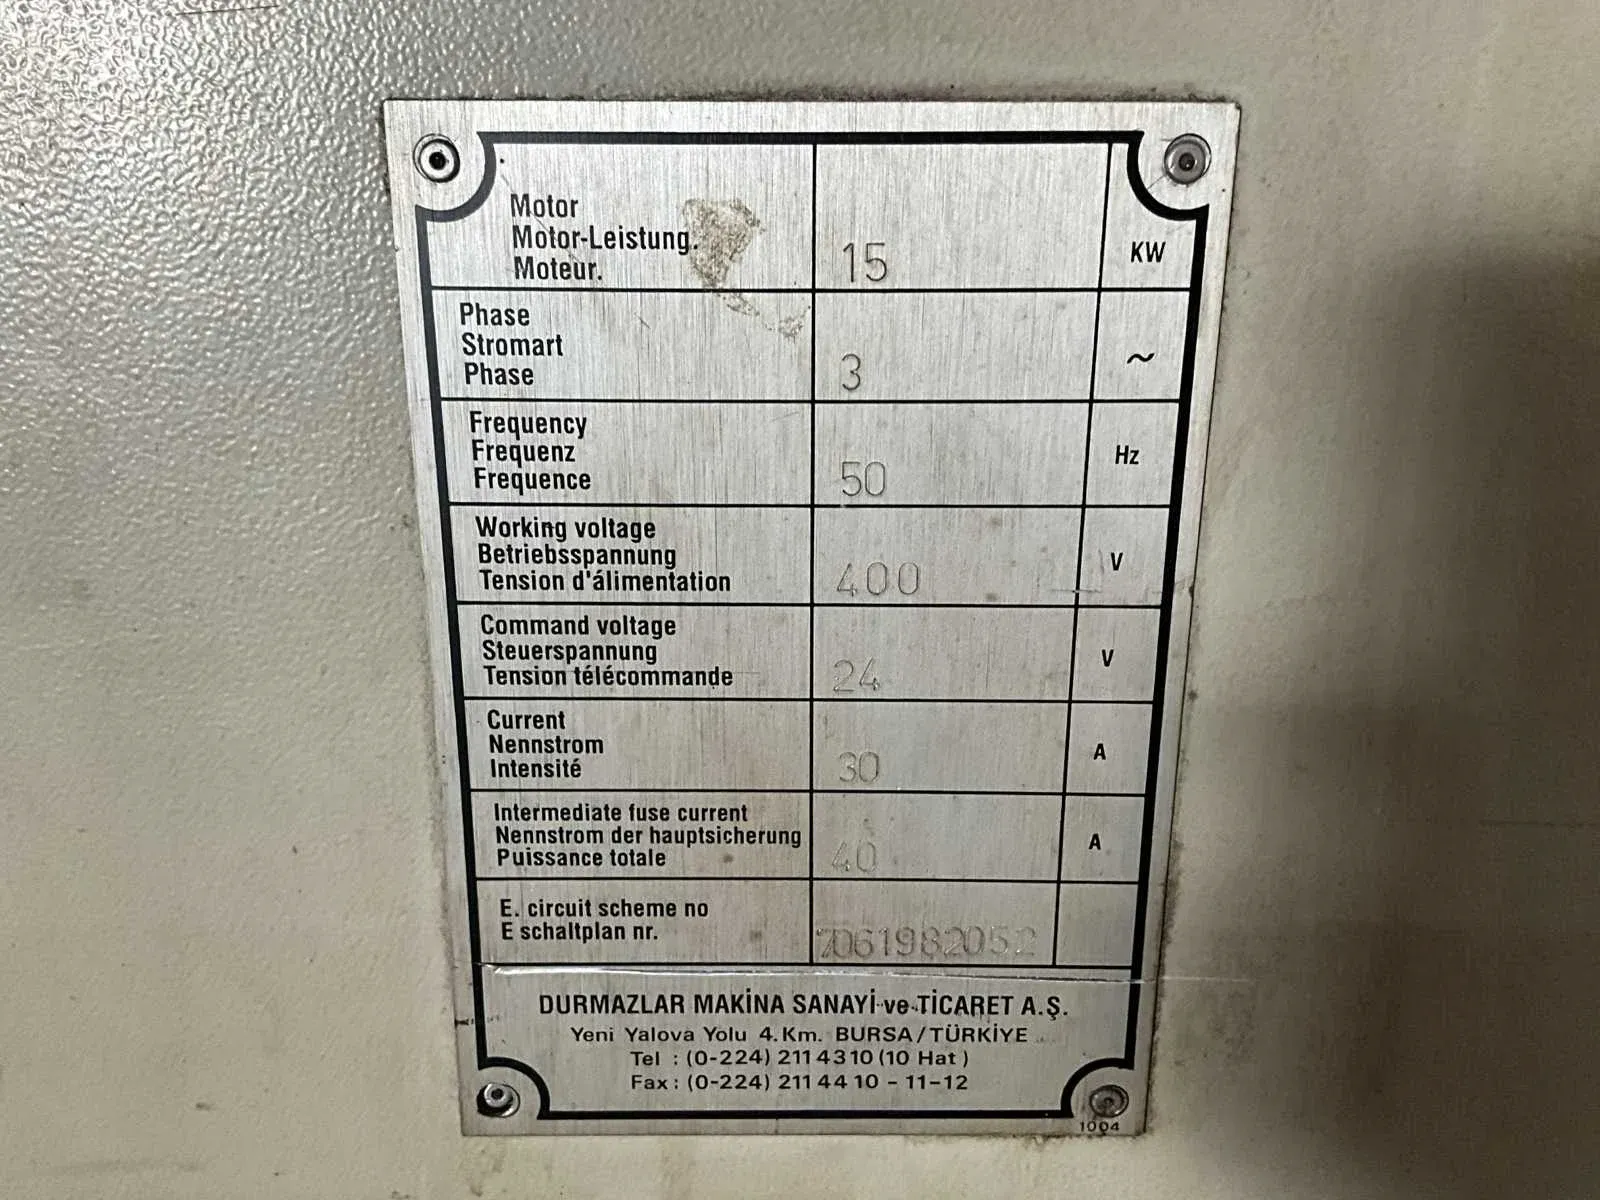 Motor
Motor-Leistung.
Moteur.
15
KW
Phase
Stromart
Phase
3
~
Frequency
Frequenz
Frequence
50
Hz
Working voltage
Betriebsspannung
Tension d'álimentation
400
V
Command voltage
Steuerspannung
Tension télécommande
24
V
Current
Nennstrom
Intensité
30
A
Intermediate fuse current
Nennstrom der hauptsicherung
Puissance totale
40
A
E. circuit scheme no
E schaltplan nr.
7061982052
DURMAZLAR MAKİNA SANAYİ ve TİCARET A.Ş.
Yeni Yalova Yolu 4. Km. BURSA/TÜRKİYE
Tel : (0-224) 211 43 10 (10 Hat)
Fax : (0-224) 211 44 10 - 11-12
1004